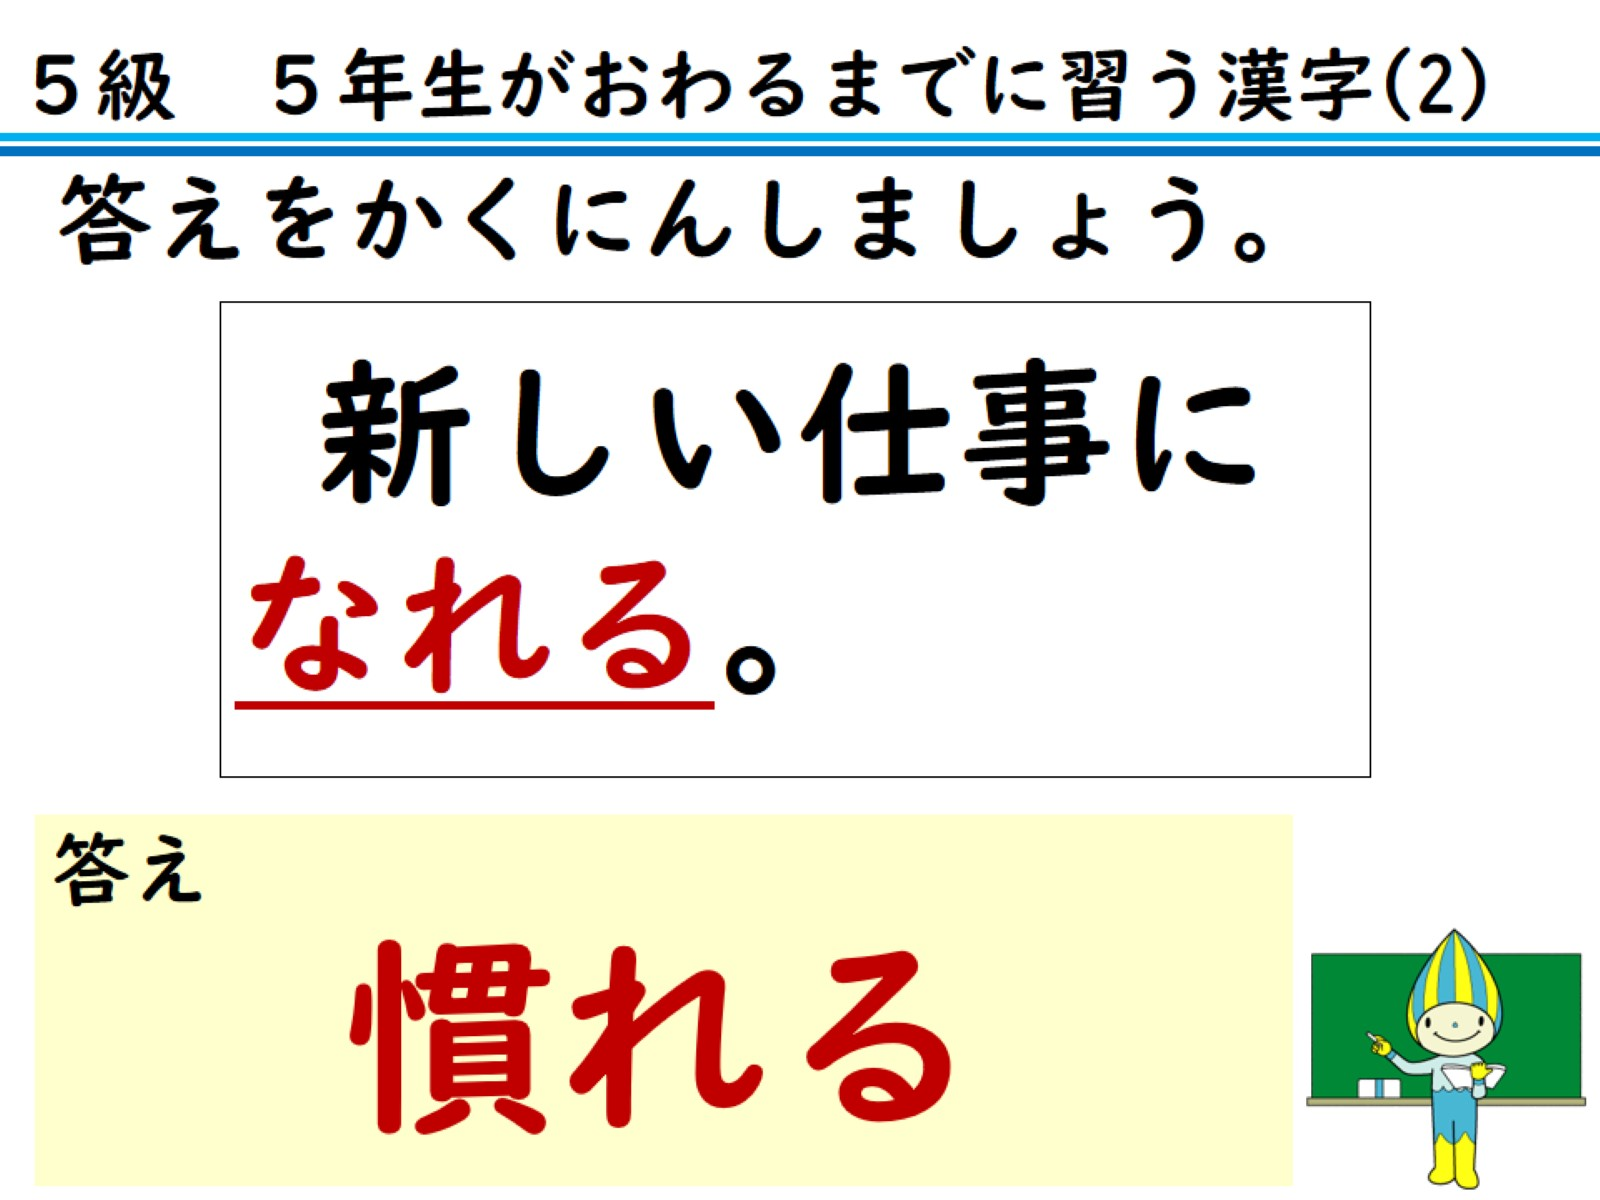 ５級　５年生がおわるまでに習う漢字(2)
答えをかくにんしましょう。
新しい仕事に
なれる。
答え
慣れる